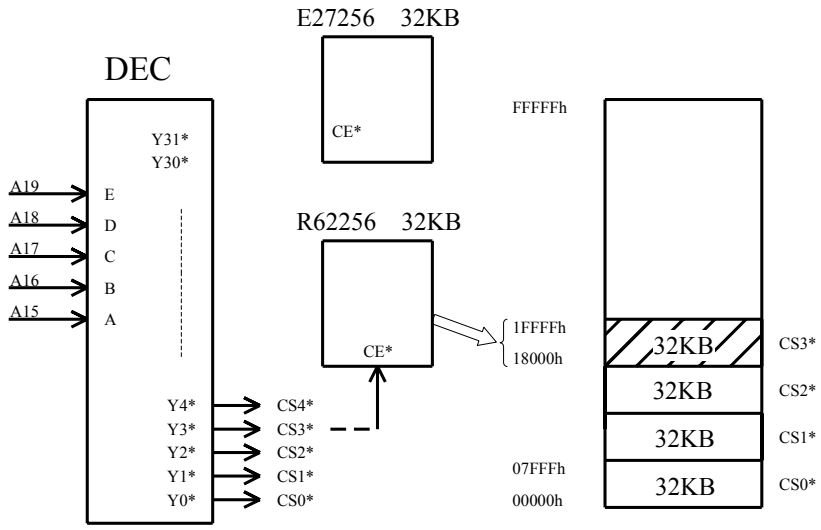 E27256 32KB
DEC
CE*
FFFFFh
Y31*
Y30*
A19 E
A18 D
A17 C
A16 B
A15 A
R62256 32KB
CE*
1FFFFh
18000h
32KB CS3*
32KB CS2*
32KB CS1*
07FFFh
00000h
32KB CS0*
Y4* CS4*
Y3* CS3*
Y2* CS2*
Y1* CS1*
Y0* CS0*